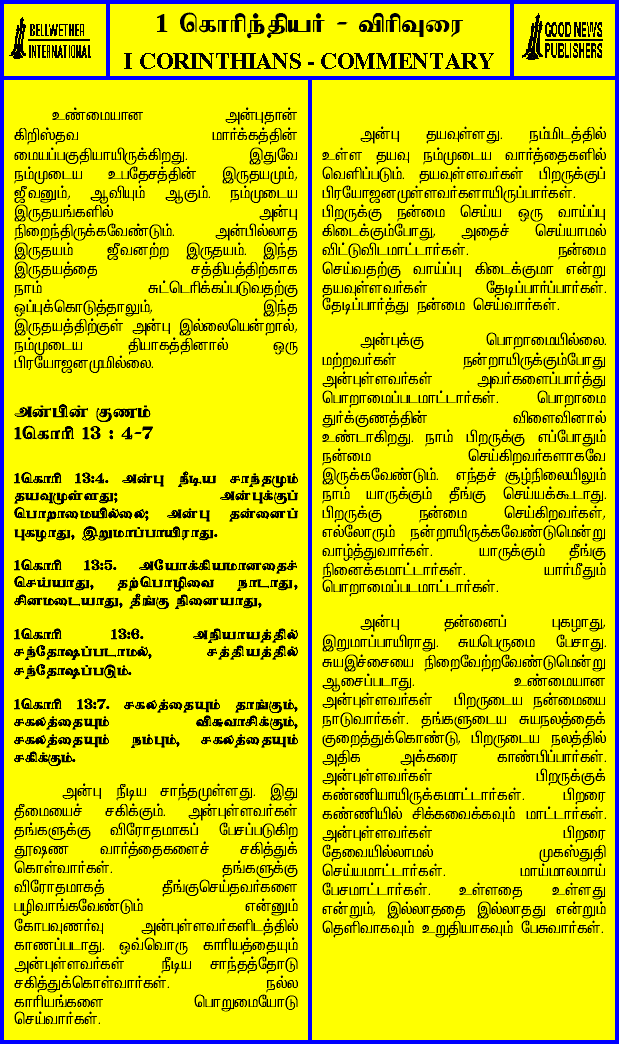 BELLWETHER
INTERNATIONAL
1 கொரிந்தியர் - விரிவுரை
I CORINTHIANS - COMMENTARY
GOOD NEWS
PUBLISHERS
உண்மையான அன்புதான்
கிறிஸ்தவ மார்க்கத்தின்
மையப்பகுதியாயிருக்கிறது. இதுவே
நம்முடைய உபதேசத்தின் இருதயமும்,
ஜீவனும், ஆவியும் ஆகும். நம்முடைய
இருதயங்களில் அன்பு
நிறைந்திருக்கவேண்டும். அன்பில்லாத
இருதயம் ஜீவனற்ற இருதயம். இந்த
இருதயத்தை சத்தியத்திற்காக
நாம் சுட்டெரிக்கப்படுவதற்கு
ஒப்புக்கொடுத்தாலும், இந்த
இருதயத்திற்குள் அன்பு இல்லையென்றால்,
நம்முடைய தியாகத்தினால் ஒரு
பிரயோஜனமுமில்லை.
அன்பின் குணம்
1கொரி 13 : 4-7
1கொரி 13:4. அன்பு நீடிய சாந்தமும்
தயவுமுள்ளது; அன்புக்குப்
பொறாமையில்லை; அன்பு தன்னைப்
புகழாது, இறுமாப்பாயிராது.
1கொரி 13:5. அயோக்கியமானதைச்
செய்யாது, தற்பொழிவை நாடாது,
சினமடையாது, தீங்கு நினையாது,
1கொரி 13:6. அநியாயத்தில்
சந்தோஷப்படாமல், சத்தியத்தில்
சந்தோஷப்படும்.
1கொரி 13:7. சகலத்தையும் தாங்கும்,
சகலத்தையும் விசுவாசிக்கும்,
சகலத்தையும் நம்பும், சகலத்தையும்
சகிக்கும்.
அன்பு நீடிய சாந்தமுள்ளது. இது
தீமையைச் சகிக்கும். அன்புள்ளவர்கள்
தங்களுக்கு விரோதமாகப் பேசப்படுகிற
தூஷண வார்த்தைகளைச் சகித்துக்
கொள்வார்கள். தங்களுக்கு
விரோதமாகத் தீங்குசெய்தவர்களை
பழிவாங்கவேண்டும் என்னும்
கோபவுணர்வு அன்புள்ளவர்களிடத்தில்
காணப்படாது. ஒவ்வொரு காரியத்தையும்
அன்புள்ளவர்கள் நீடிய சாந்தத்தோடு
சகித்துக்கொள்வார்கள். நல்ல
காரியங்களை பொறுமையோடு
செய்வார்கள்.
அன்பு தயவுள்ளது. நம்மிடத்தில்
உள்ள தயவு நம்முடைய வார்த்தைகளில்
வெளிப்படும். தயவுள்ளவர்கள் பிறருக்குப்
பிரயோஜனமுள்ளவர்களாயிருப்பார்கள்.
பிறருக்கு நன்மை செய்ய ஒரு வாய்ப்பு
கிடைக்கும்போது, அதைச் செய்யாமல்
விட்டுவிடமாட்டார்கள். நன்மை
செய்வதற்கு வாய்ப்பு கிடைக்குமா என்று
தயவுள்ளவர்கள் தேடிப்பார்ப்பார்கள்.
தேடிப்பார்த்து நன்மை செய்வார்கள்.
அன்புக்கு பொறாமையில்லை.
மற்றவர்கள் நன்றாயிருக்கும்போது
அன்புள்ளவர்கள் அவர்களைப்பார்த்து
பொறாமைப்படமாட்டார்கள். பொறாமை
துர்க்குணத்தின் விளைவினால்
உண்டாகிறது. நாம் பிறருக்கு எப்போதும்
நன்மை செய்கிறவர்களாகவே
இருக்கவேண்டும். எந்தச் சூழ்நிலையிலும்
நாம் யாருக்கும் தீங்கு செய்யக்கூடாது.
பிறருக்கு நன்மை செய்கிறவர்கள்,
எல்லோரும் நன்றாயிருக்கவேண்டுமென்று
வாழ்த்துவார்கள். யாருக்கும் தீங்கு
நினைக்கமாட்டார்கள். யார்மீதும்
பொறாமைப்படமாட்டார்கள்.
அன்பு தன்னைப் புகழாது,
இறுமாப்பாயிராது. சுயபெருமை பேசாது.
சுயஇச்சையை நிறைவேற்றவேண்டுமென்று
ஆசைப்படாது. உண்மையான
அன்புள்ளவர்கள் பிறருடைய நன்மையை
நாடுவார்கள். தங்களுடைய சுயநலத்தைக்
குறைத்துக்கொண்டு, பிறருடைய நலத்தில்
அதிக அக்கரை காண்பிப்பார்கள்.
அன்புள்ளவர்கள் பிறருக்குக்
கண்ணியாயிருக்கமாட்டார்கள். பிறரை
கண்ணியில் சிக்கவைக்கவும் மாட்டார்கள்.
அன்புள்ளவர்கள் பிறரை
தேவையில்லாமல் முகஸ்துதி
செய்யமாட்டார்கள். மாய்மாலமாய்
பேசமாட்டார்கள். உள்ளதை உள்ளது
என்றும், இல்லாததை இல்லாதது என்றும்
தெளிவாகவும் உறுதியாகவும் பேசுவார்கள்.